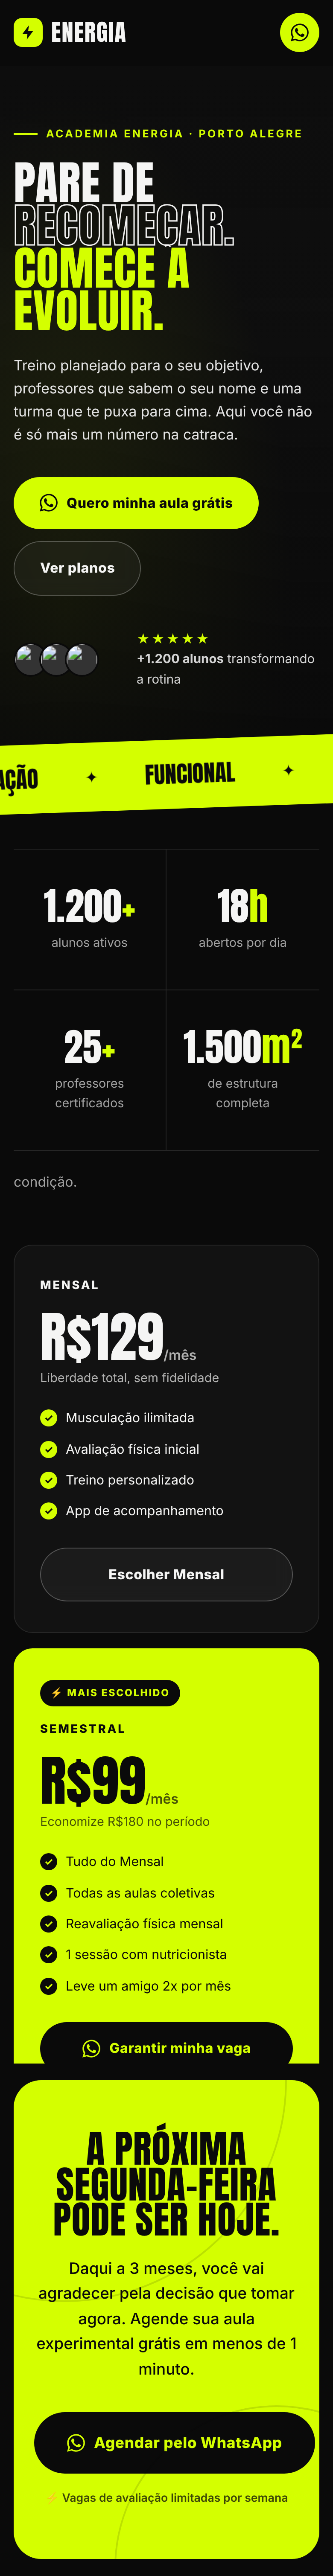 ENERGIA
ACADEMIA ENERGIA · PORTO ALEGRE
PARE DE
RECOMEÇAR.
COMECE A
EVOLUIR.
Treino planejado para o seu objetivo,
professores que sabem o seu nome e uma
turma que te puxa para cima. Aqui você não
é só mais um número na catraca.
Quero minha aula grátis
Ver planos
★★★★★
+1.200 alunos transformando
a rotina
AÇÃO ✦ FUNCIONAL ✦
1.200+
alunos ativos
18h
abertos por dia
25+
professores
certificados
1.500m²
de estrutura
completa
condição.
MENSAL
R$129/mês
Liberdade total, sem fidelidade
Musculação ilimitada
Avaliação física inicial
Treino personalizado
App de acompanhamento
Escolher Mensal
⚡ MAIS ESCOLHIDO
SEMESTRAL
R$99/mês
Economize R$180 no período
Tudo do Mensal
Todas as aulas coletivas
Reavaliação física mensal
1 sessão com nutricionista
Leve um amigo 2x por mês
Garantir minha vaga
A PRÓXIMA
SEGUNDA-FEIRA
PODE SER HOJE.
Daqui a 3 meses, você vai
agradecer pela decisão que tomar
agora. Agende sua aula
experimental grátis em menos de 1
minuto.
Agendar pelo WhatsApp
⚡ Vagas de avaliação limitadas por semana